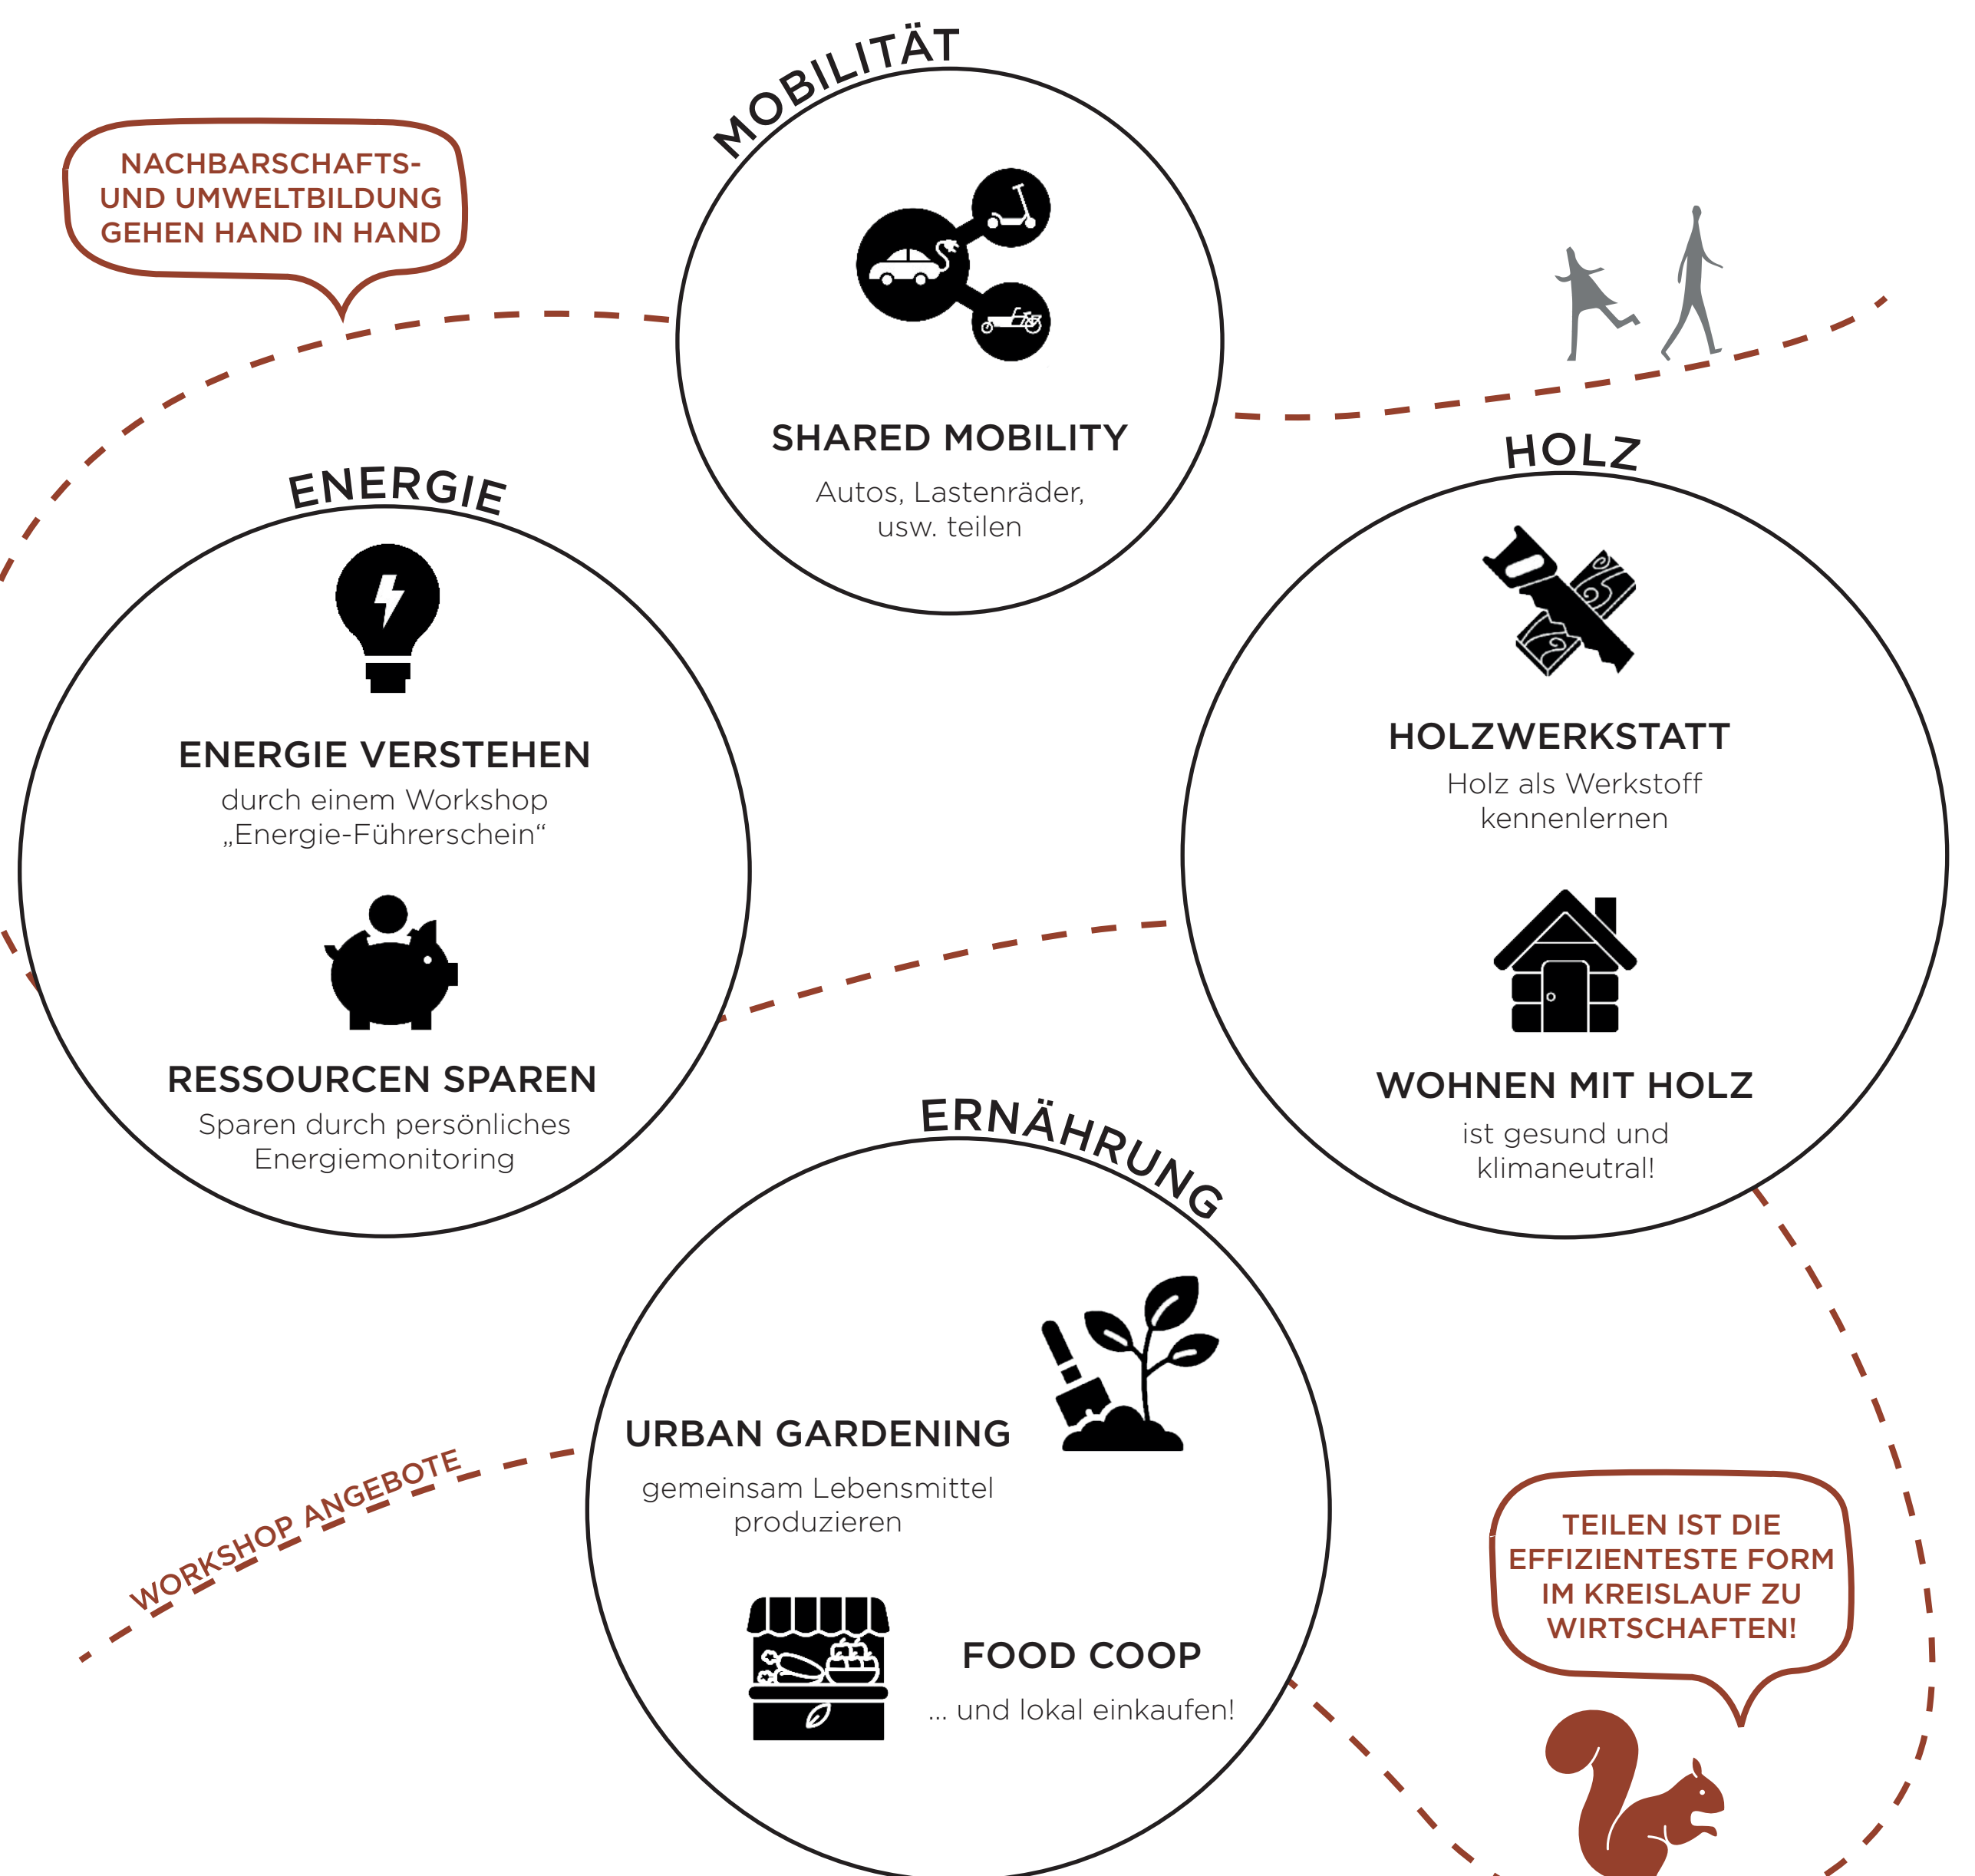 MOBILITÄT
NACHBARSCHAFTS-
UND UMWELTBILDUNG
GEHEN HAND IN HAND
SHARED MOBILITY
Autos, Lastenräder,
usw. teilen
ENERGIE
ENERGIE VERSTEHEN
durch einem Workshop
„Energie-Führerschein“
RESSOURCEN SPAREN
Sparen durch persönliches
Energiemonitoring
HOLZ
HOLZWERKSTATT
Holz als Werkstoff
kennenlernen
WOHNEN MIT HOLZ
ist gesund und
klimaneutral!
ERNÄHRUNG
URBAN GARDENING
gemeinsam Lebensmittel
produzieren
FOOD COOP
... und lokal einkaufen!
WORKSHOP ANGEBOTE
TEILEN IST DIE
EFFIZIENTESTE FORM
IM KREISLAUF ZU
WIRTSCHAFTEN!